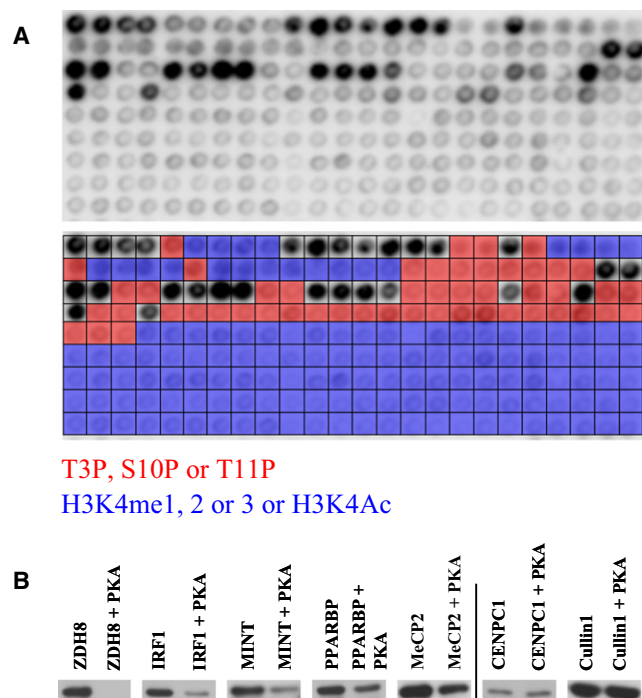 A
T3P, S10P or T11P
H3K4me1, 2 or 3 or H3K4Ac
B
ZDH8
ZDH8 + PKA
IRF1
IRF1 + PKA
MINT
MINT + PKA
PPARBP
PPARBP +
PKA
MeCP2
MeCP2 + PKA
CENPC1
CENPC1 + PKA
Cullin1
Cullin1 + PKA